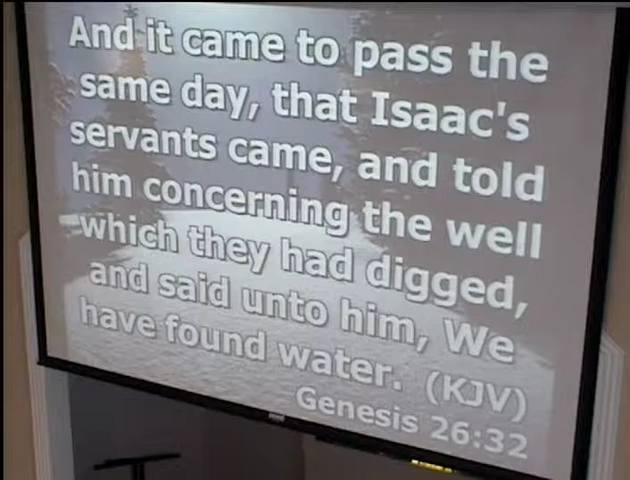 And it came to pass the
same day, that Isaac's
servants came, and told
him concerning the well
which they had digged,
and said unto him, We
have found water. (KJV)
Genesis 26:32